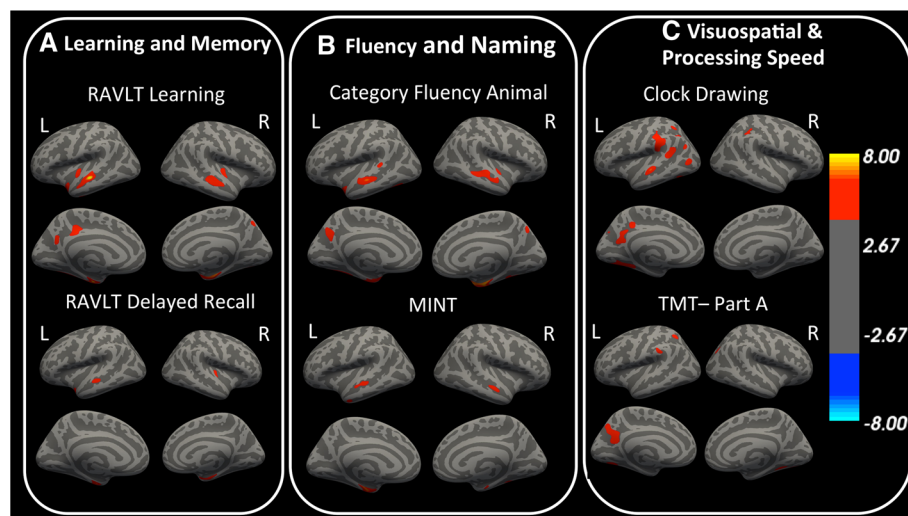 A Learning and Memory
RAVLT Learning
L
R
RAVLT Delayed Recall
L
R
B Fluency and Naming
Category Fluency Animal
L
R
MINT
L
R
C Visuospatial &
Processing Speed
Clock Drawing
L
R
TMT– Part A
L
R
8.00
2.67
-2.67
-8.00